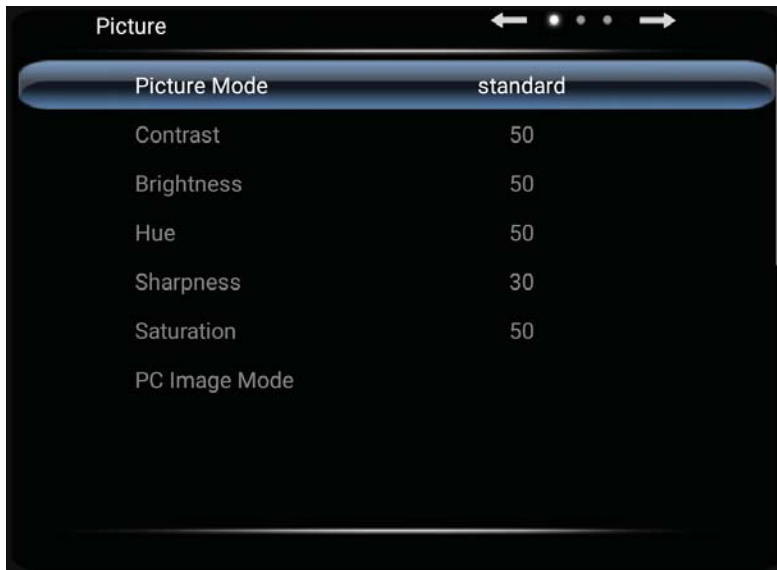 Picture
Picture Mode standard
Contrast 50
Brightness 50
Hue 50
Sharpness 30
Saturation 50
PC Image Mode